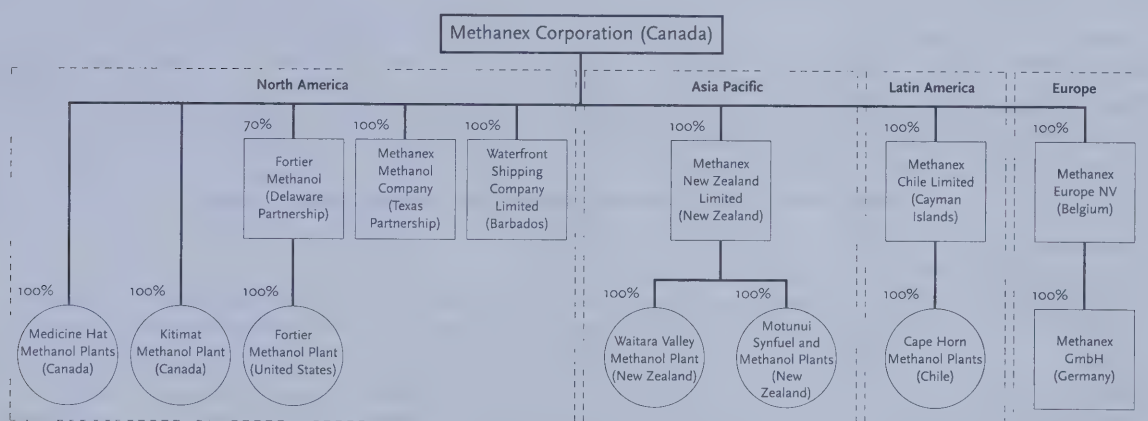 Methanex Corporation (Canada)
North America
Asia Pacific
Latin America
Europe
70%
100%
100%
100%
100%
100%
Fortier
Methanol
(Delaware
Partnership)
Methanex
Methanol
Company
(Texas
Partnership)
Waterfront
Shipping
Company
Limited
(Barbados)
Methanex
New Zealand
Limited
(New Zealand)
Methanex
Chile Limited
(Cayman
Islands)
Methanex
Europe NV
(Belgium)
100%
100%
100%
100%
100%
100%
100%
Medicine Hat
Methanol Plants
(Canada)
Kitimat
Methanol Plant
(Canada)
Fortier
Methanol Plant
(United States)
Waitara Valley
Methanol Plant
(New Zealand)
Motunui
Synfuel and
Methanol Plants
(New
Zealand)
Cape Horn
Methanol Plants
(Chile)
Methanex
GmbH
(Germany)